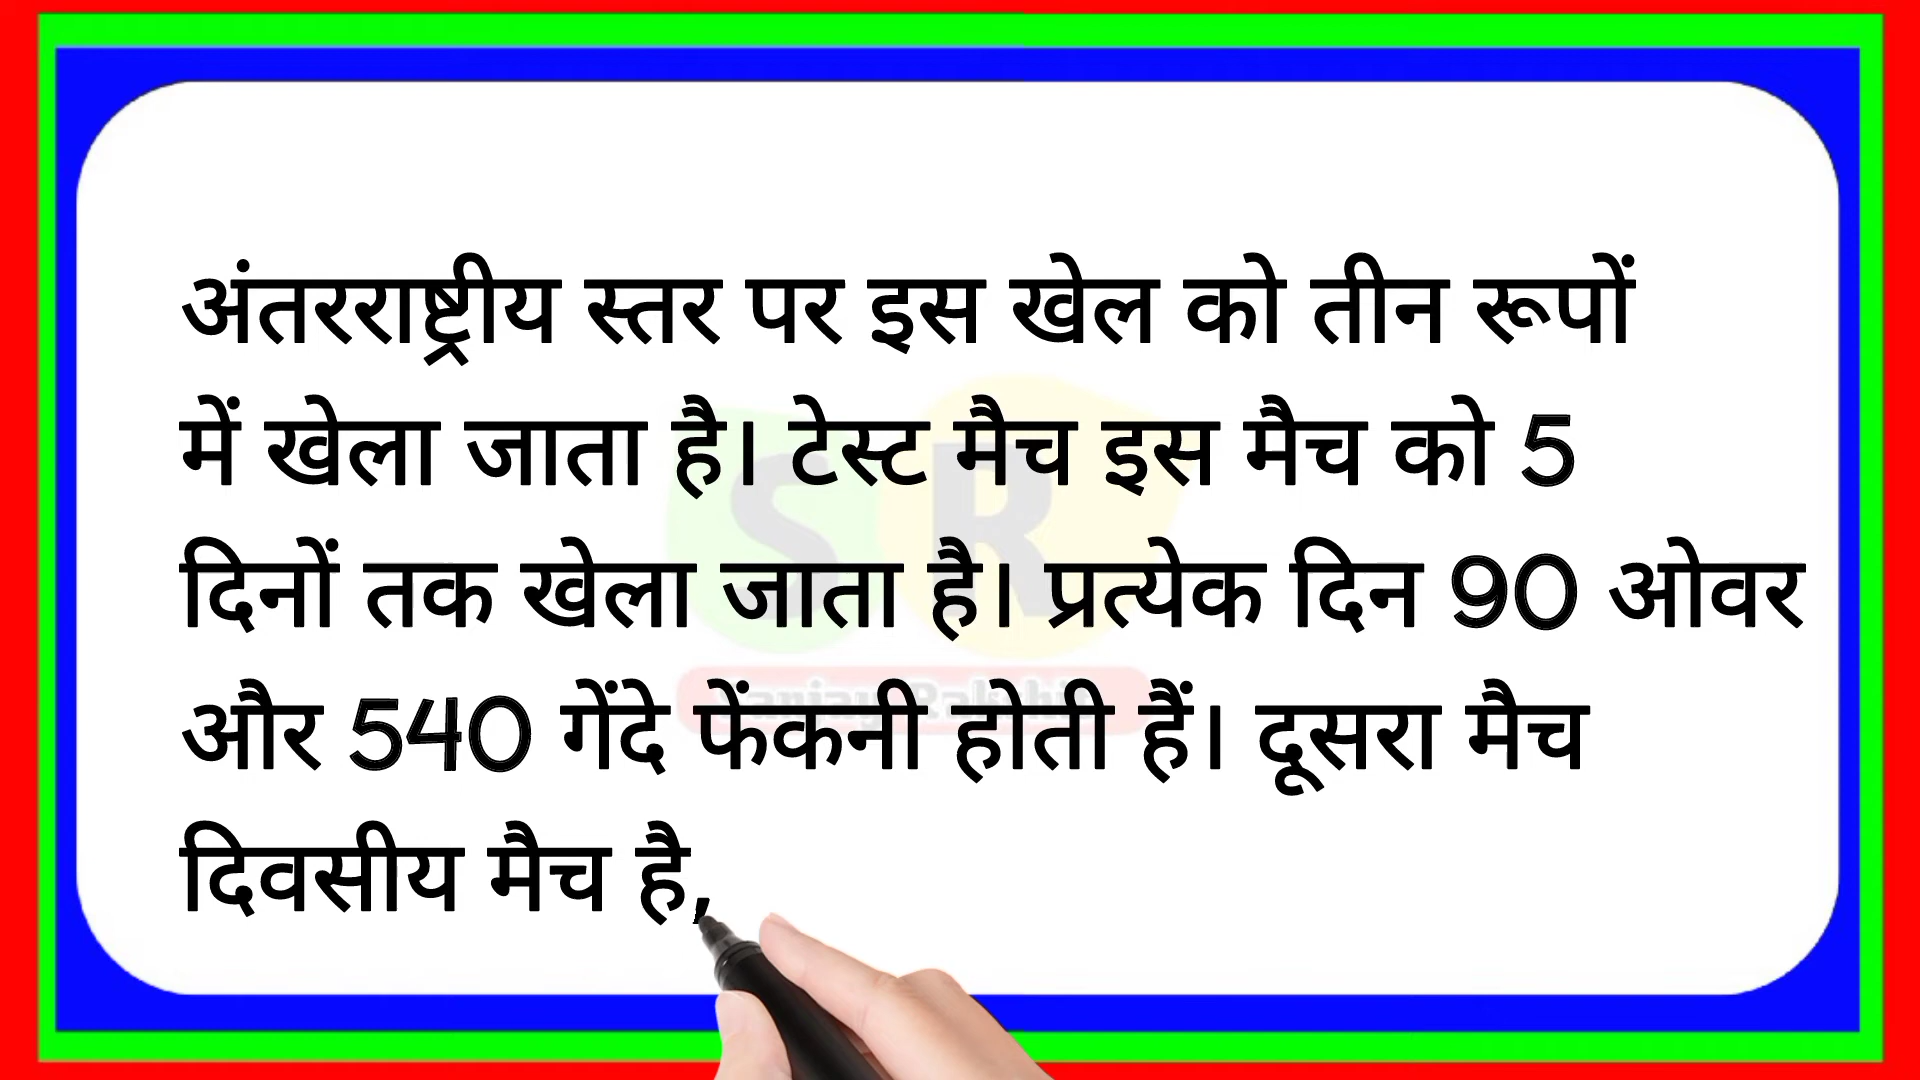 अंतरराष्ट्रीय स्तर पर इस खेल को तीन रूपों
में खेला जाता है। टेस्ट मैच इस मैच को 5
दिनों तक खेला जाता है। प्रत्येक दिन 90 ओवर
और 540 गेंदे फेंकनी होती हैं। दूसरा मैच
दिवसीय मैच है,
S R